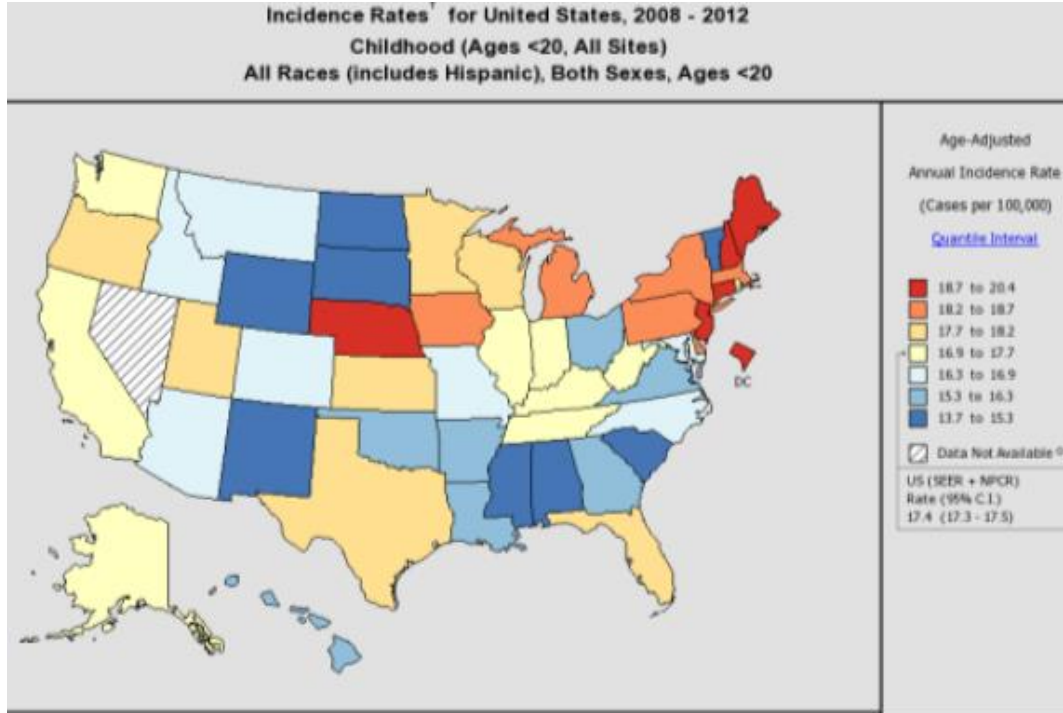 Incidence Rates† for United States, 2008 - 2012
Childhood (Ages <20, All Sites)
All Races (includes Hispanic), Both Sexes, Ages <20
Age-Adjusted
Annual Incidence Rate
(Cases per 100,000)
Quantile Interval
18.7 to 20.4
18.2 to 18.7
17.7 to 18.2
16.9 to 17.7
16.3 to 16.9
15.3 to 16.3
13.7 to 15.3
Data Not Available
US (SEER + NPCR)
Rate (95% C.I.)
17.4 (17.3 - 17.5)
DC